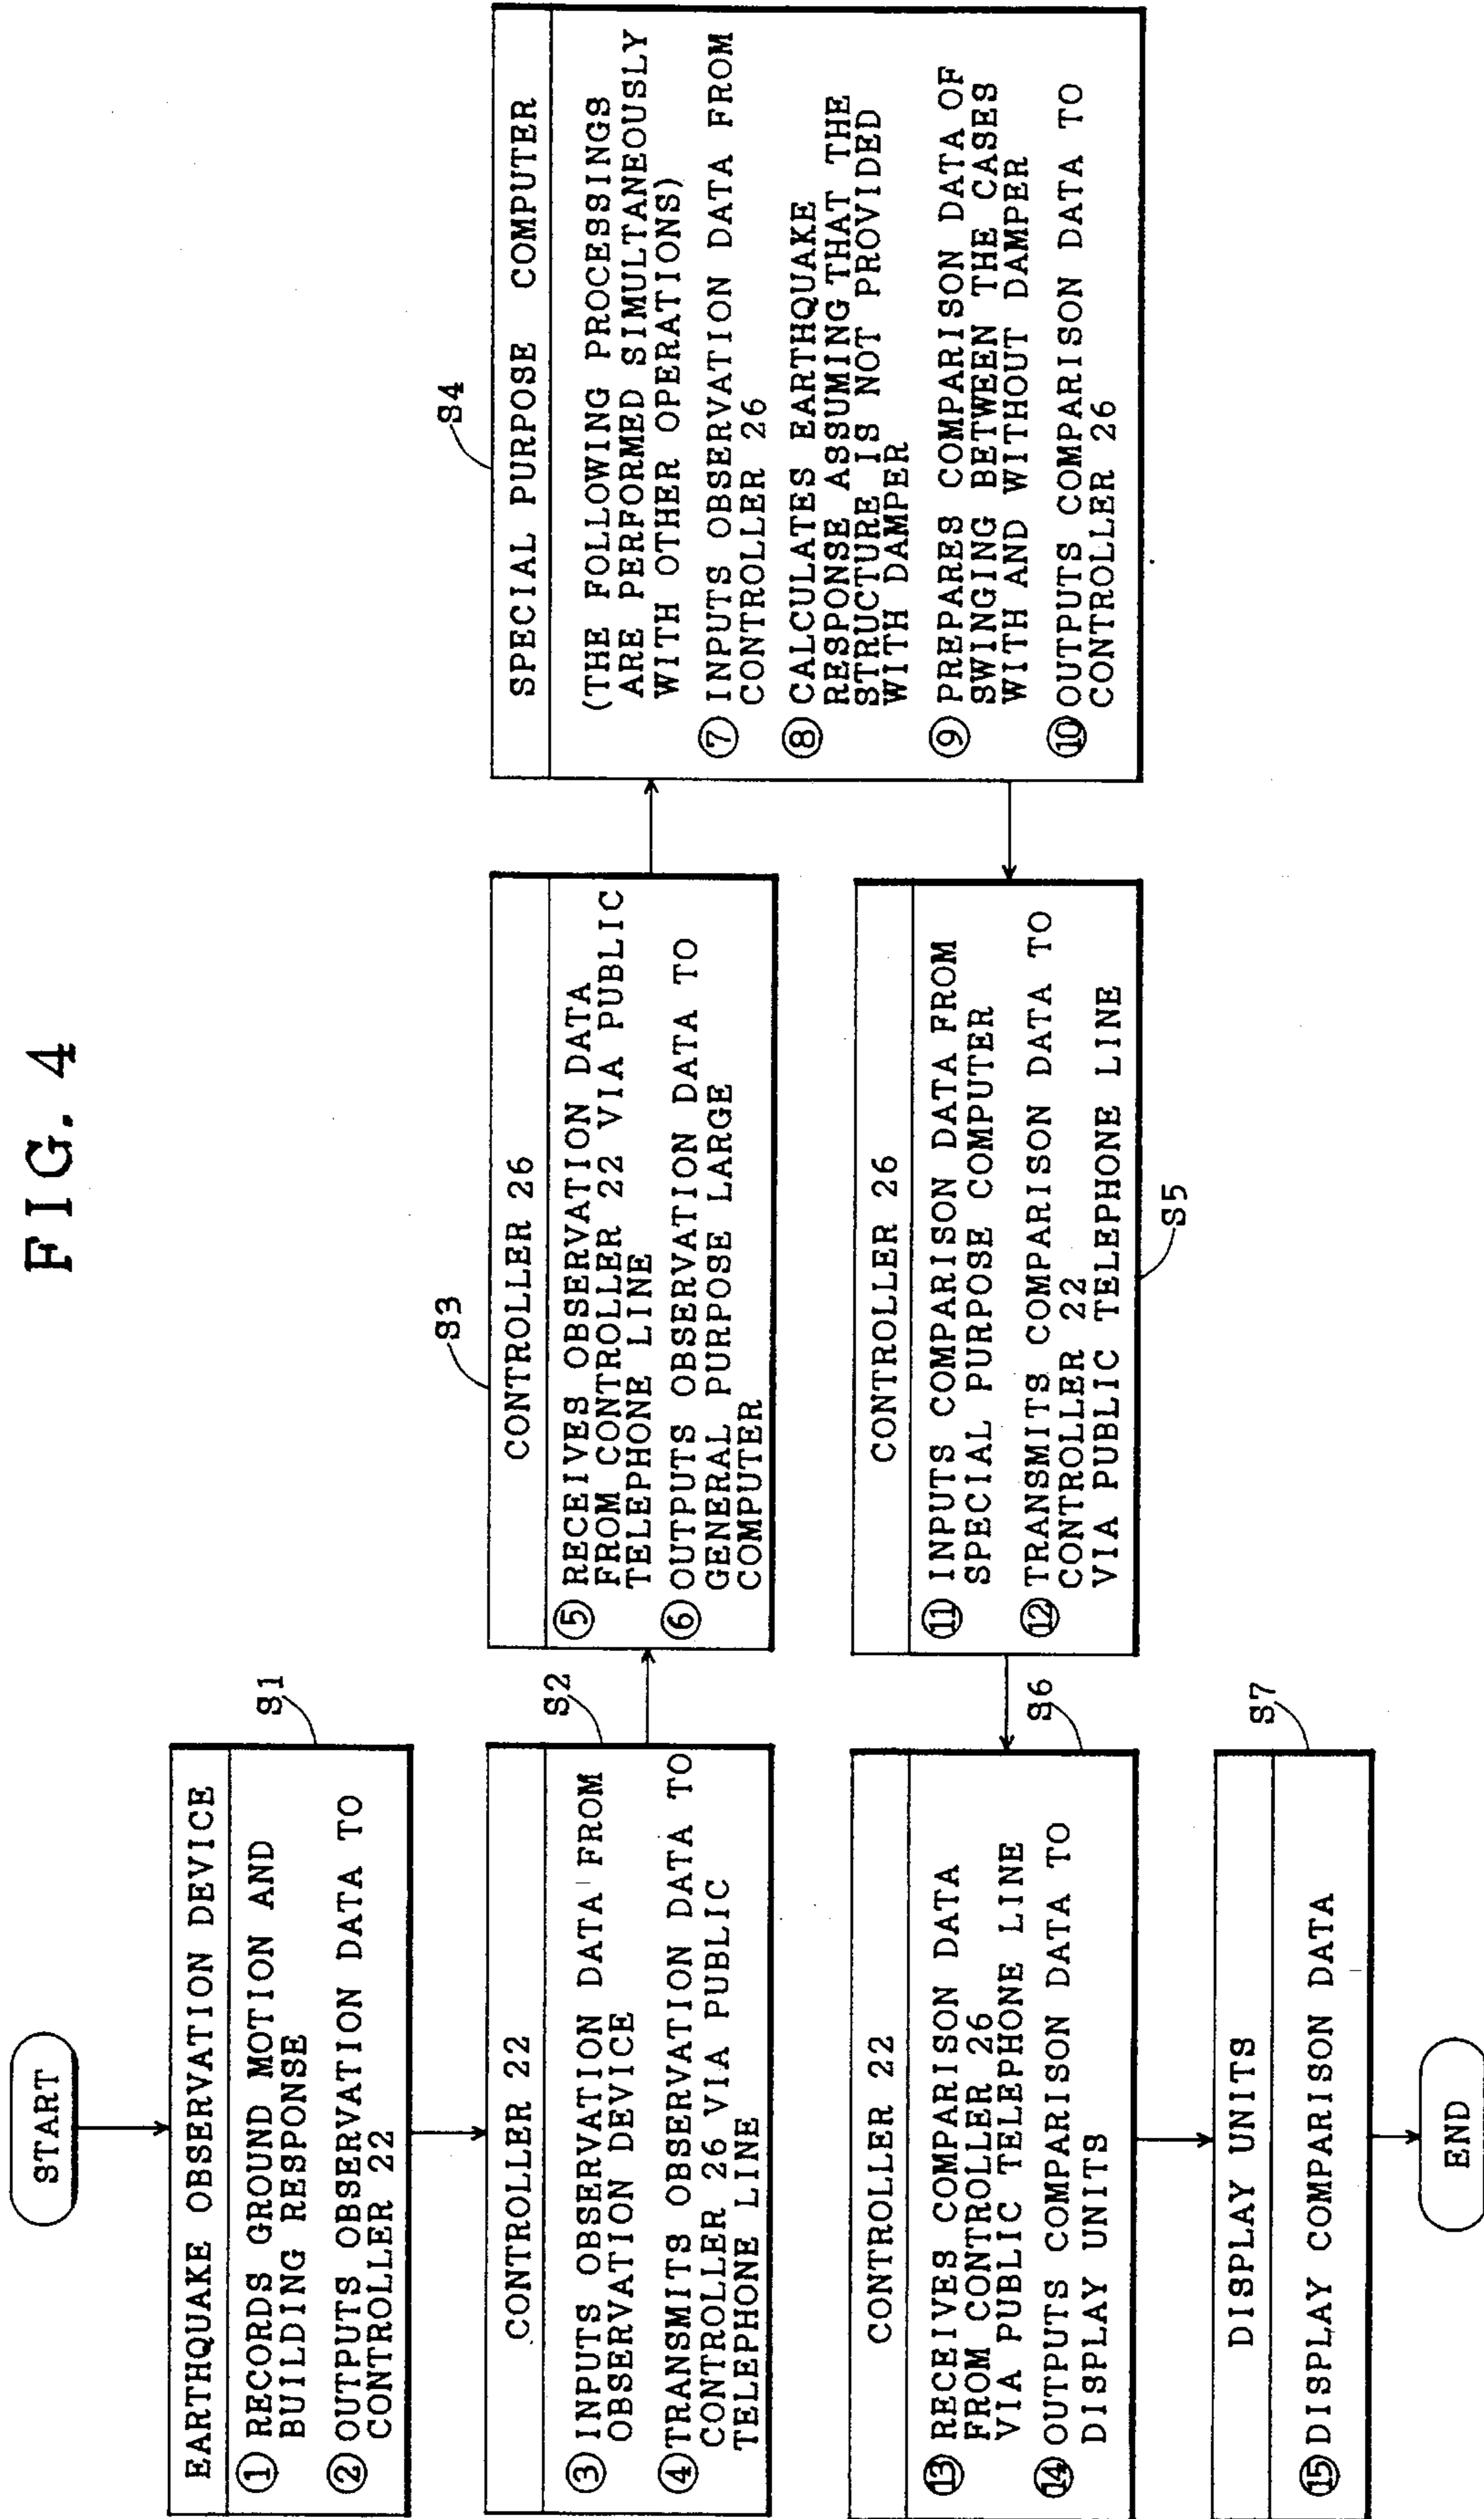 FIG. 4
START
EARTHQUAKE OBSERVATION DEVICE
S1
① RECORDS GROUND MOTION AND
BUILDING RESPONSE
② OUTPUTS OBSERVATION DATA TO
CONTROLLER 22
CONTROLLER 22
S2
③ INPUTS OBSERVATION DATA FROM
OBSERVATION DEVICE
④ TRANSMITS OBSERVATION DATA TO
CONTROLLER 26 VIA PUBLIC
TELEPHONE LINE
S3
CONTROLLER 26
⑤ RECEIVES OBSERVATION DATA
FROM CONTROLLER 22 VIA PUBLIC
TELEPHONE LINE
⑥ OUTPUTS OBSERVATION DATA TO
GENERAL PURPOSE LARGE
COMPUTER
S4
SPECIAL PURPOSE COMPUTER
(THE FOLLOWING PROCESSINGS
ARE PERFORMED SIMULTANEOUSLY
WITH OTHER OPERATIONS)
⑦ INPUTS OBSERVATION DATA FROM
CONTROLLER 26
⑧ CALCULATES EARTHQUAKE
RESPONSE ASSUMING THAT THE
STRUCTURE IS NOT PROVIDED
WITH DAMPER
⑨ PREPARES COMPARISON DATA OF
SWINGING BETWEEN THE CASES
WITH AND WITHOUT DAMPER
⑩ OUTPUTS COMPARISON DATA TO
CONTROLLER 26
CONTROLLER 26
⑪ INPUTS COMPARISON DATA FROM
SPECIAL PURPOSE COMPUTER
⑫ TRANSMITS COMPARISON DATA TO
CONTROLLER 22
VIA PUBLIC TELEPHONE LINE
S5
CONTROLLER 22
⑬ RECEIVES COMPARISON DATA
FROM CONTROLLER 26
VIA PUBLIC TELEPHONE LINE
⑭ OUTPUTS COMPARISON DATA TO
DISPLAY UNITS
S6
DISPLAY UNITS
S7
⑮ DISPLAY COMPARISON DATA
END